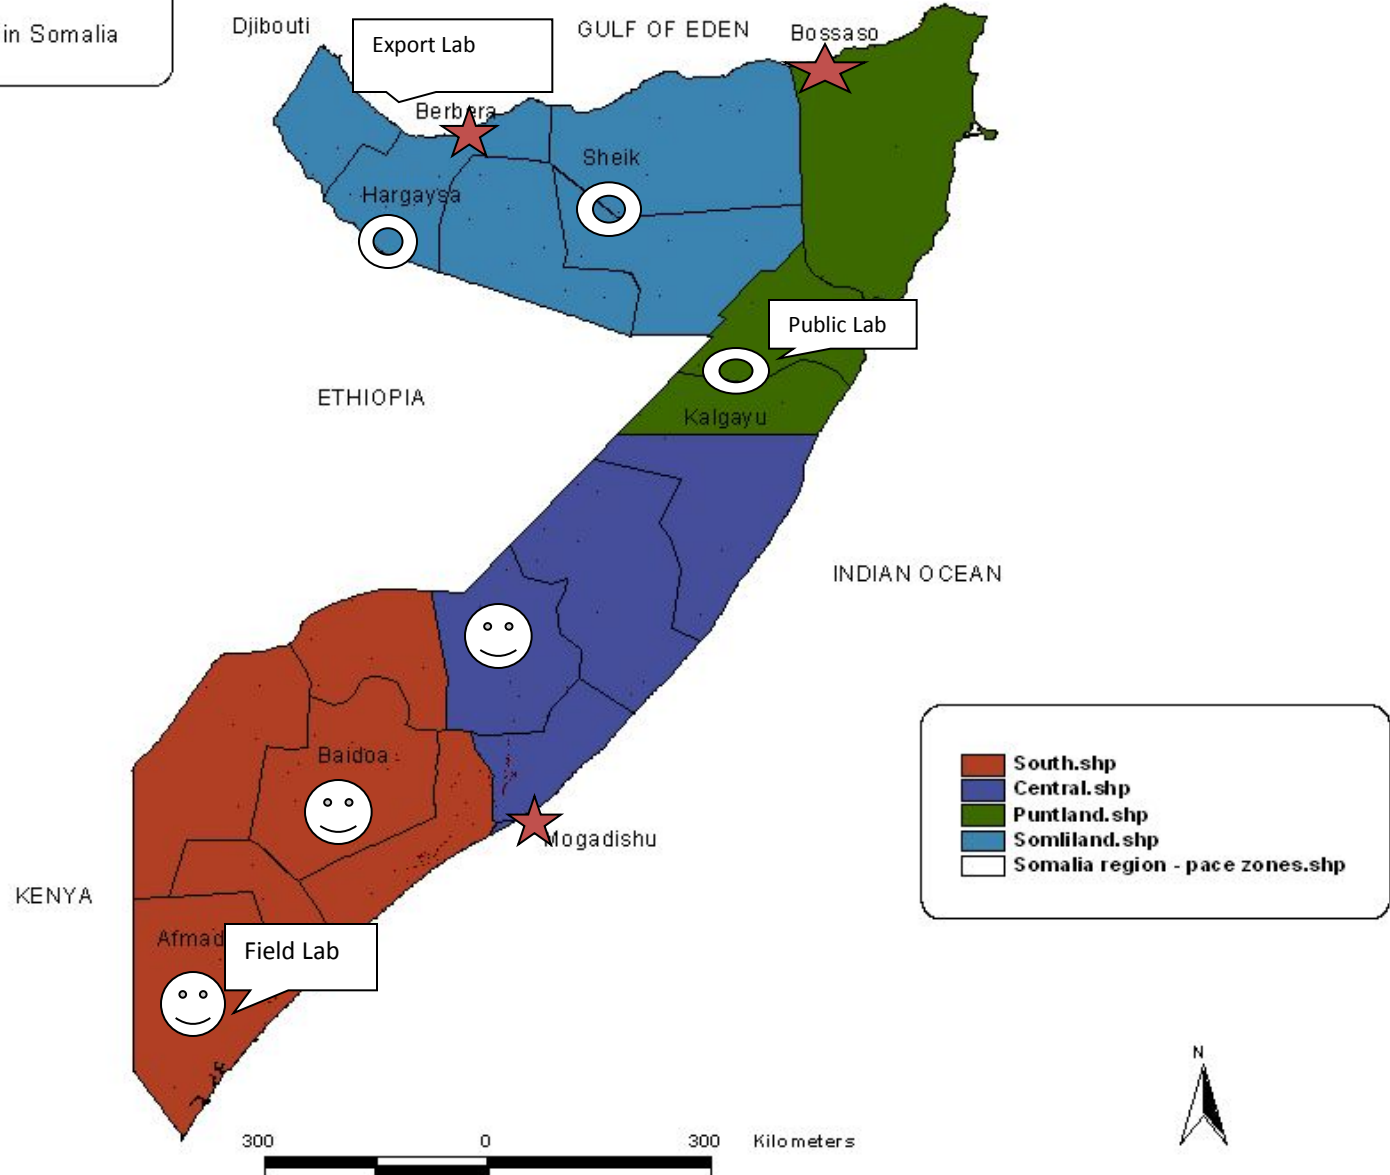 in Somalia
Djibouti
Export Lab
GULF OF EDEN
Bossaso
Berbera
Sheik
Hargaysa
Public Lab
ETHIOPIA
Kalgayu
INDIAN OCEAN
Baidoa
Mogadishu
South.shp
Central.shp
Puntland.shp
Somliland.shp
Somalia region - pace zones.shp
KENYA
Afmad
Field Lab
N
300 0 300 Kilometers